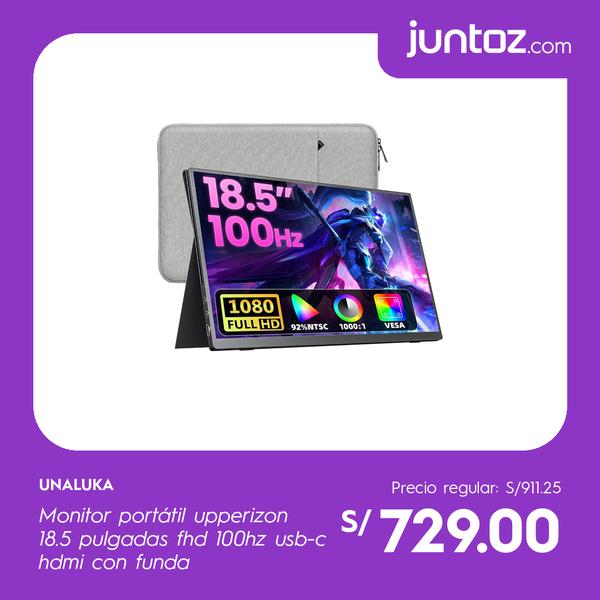 juntoz.com
18.5"
100Hz
1080
FULL HD
92%NTSC
1000:1
VESA
UNALUKA
Monitor portátil upperizon
18.5 pulgadas fhd 100hz usb-c
hdmi con funda
Precio regular: S/911.25
S/ 729.00